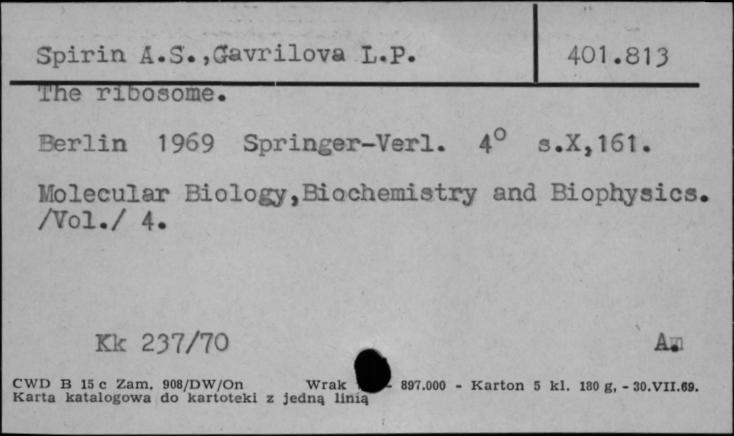 Spirin A.S.,Gavrilova L.P. 401.813
The ribosome.
Berlin 1969 Springer-Verl. 4° s.X,161.
Molecular Biology,Biochemistry and Biophysics.
/Vol./ 4.
Kk 237/70 Am
CWD B 15 c Zam. 908/DW/On Wrak - 897.000 - Karton 5 kl. 180 g, - 30.VII.69.
Karta katalogowa do kartoteki z jedną linią